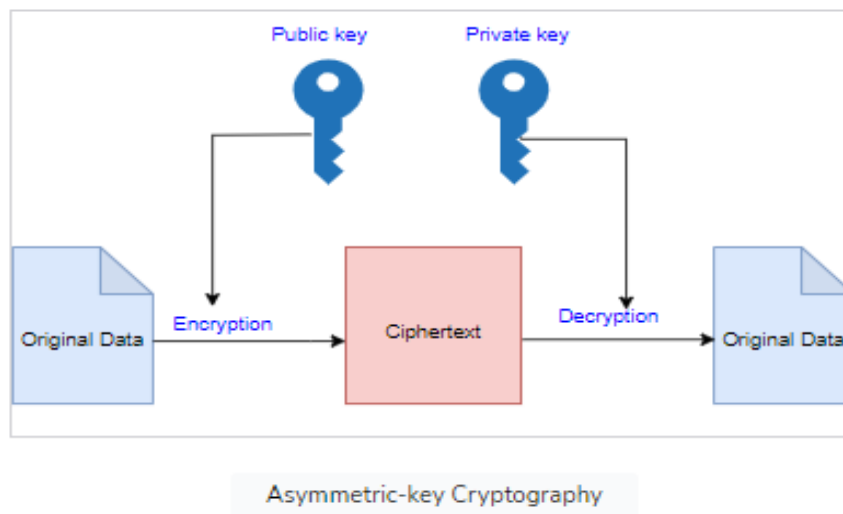 Public key
Private key
Encryption
Decryption
Original Data
Ciphertext
Original Data
Asymmetric-key Cryptography